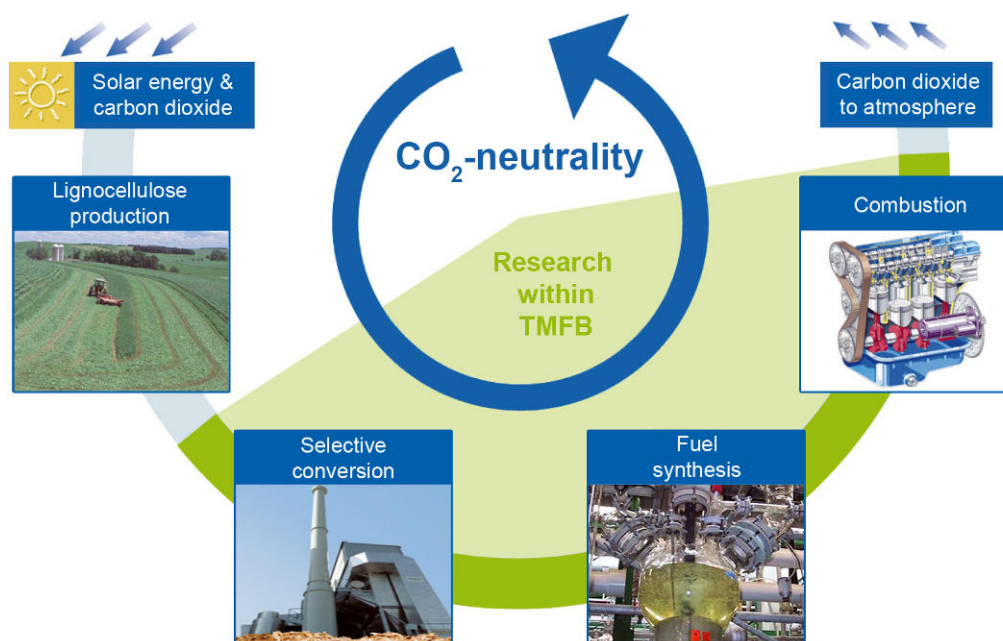 Solar energy &
carbon dioxide
Carbon dioxide
to atmosphere
CO₂-neutrality
Lignocellulose
production
Combustion
Research
within
TMFB
Selective
conversion
Fuel
synthesis